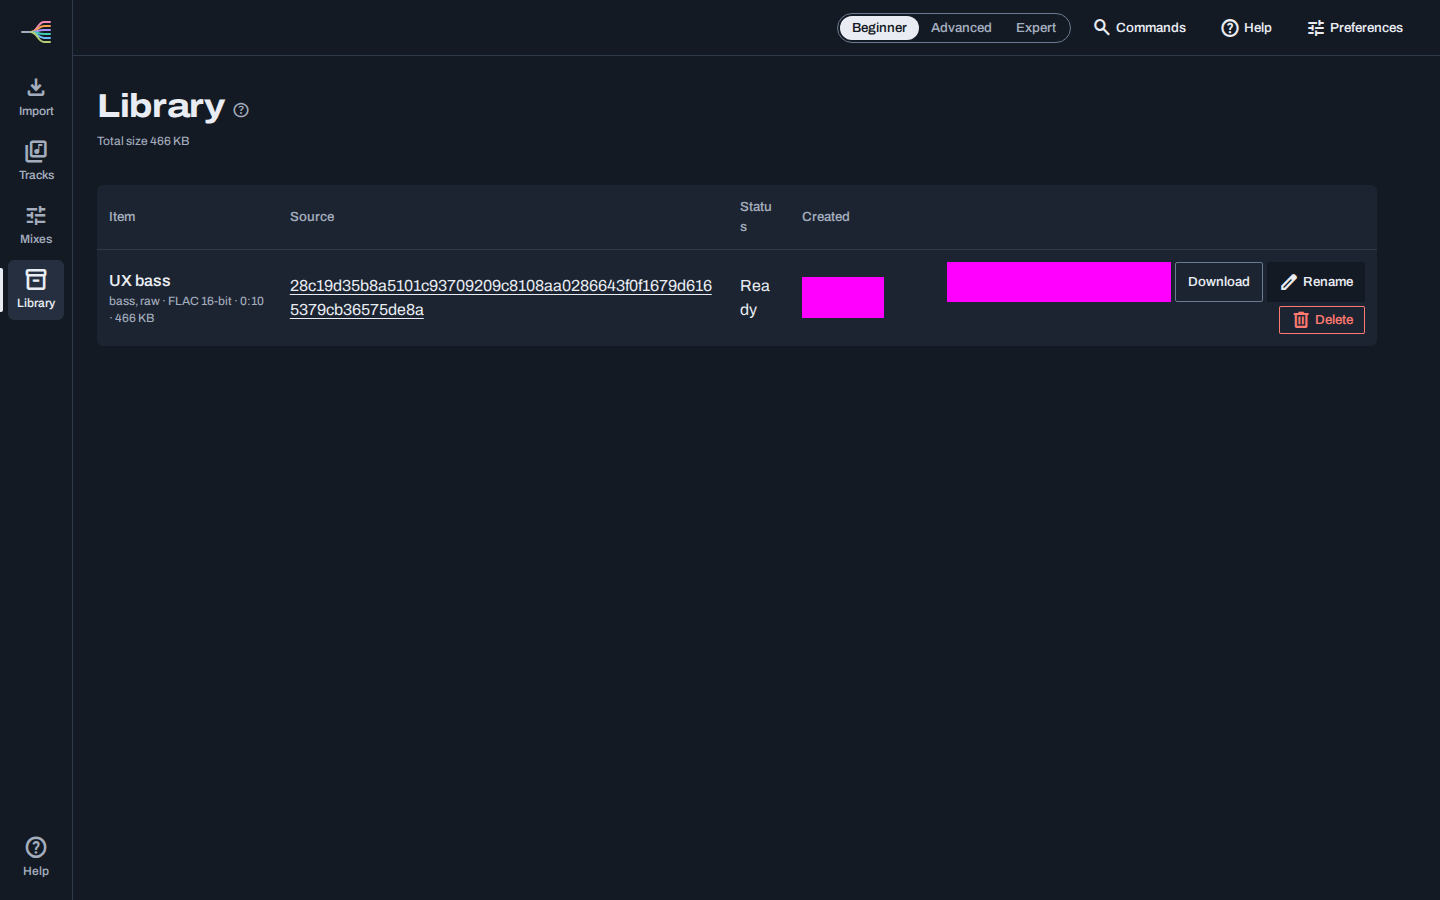 Beginner Advanced Expert Commands Help Preferences
Import
Tracks
Mixes
Library
Help
Library
Total size 466 KB
Item Source Statu
s Created
UX bass
bass, raw · FLAC 16-bit · 0:10
· 466 KB
28c19d35b8a5101c93709209c8108aa0286643f0f1679d616
5379cb36575de8a
Rea
dy
Download Rename
Delete